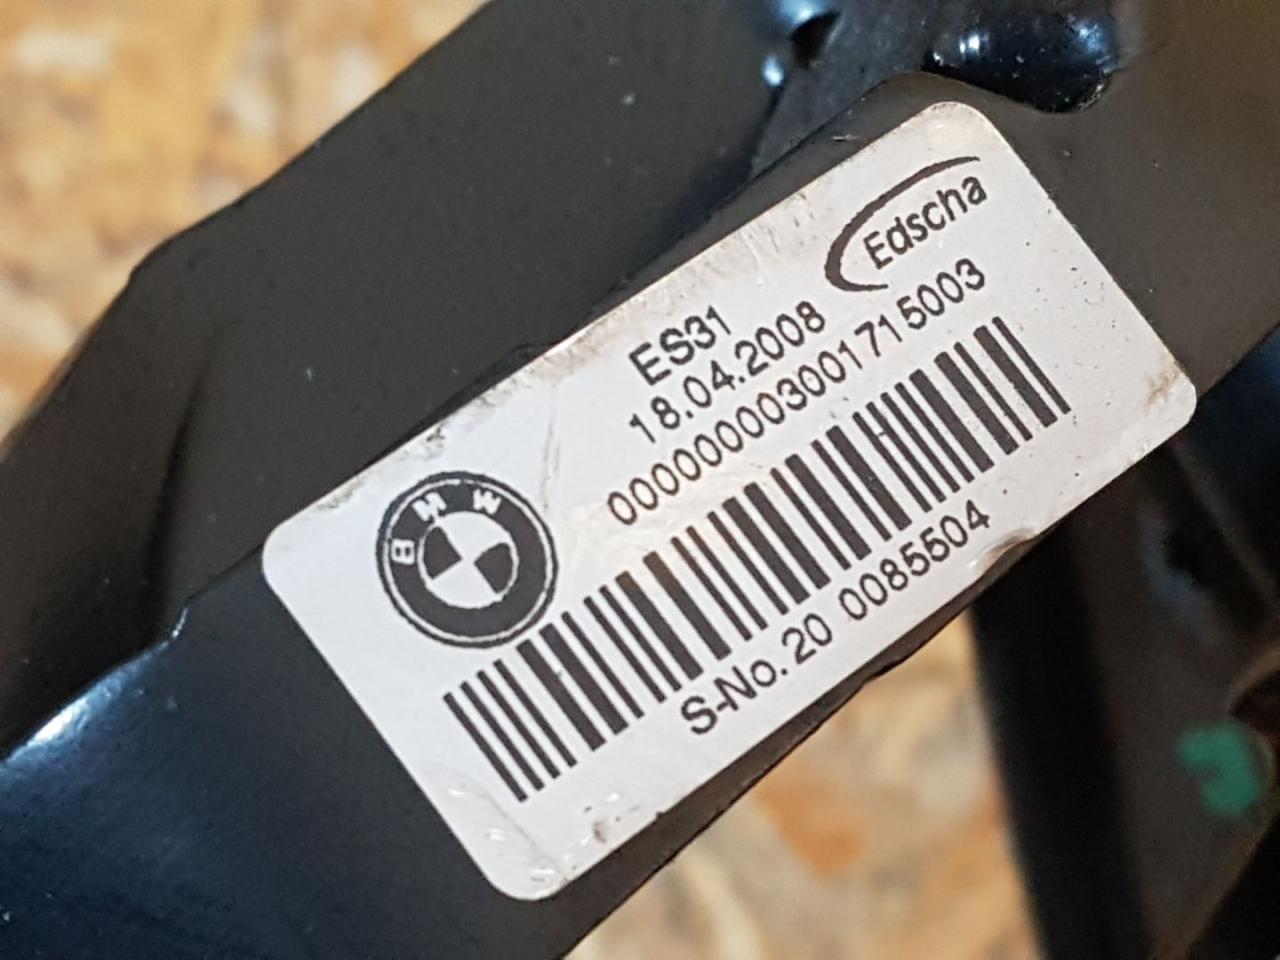 Edscha
ES31
18.04.2008
00000003001715003
BMW
S-No. 20 0085504